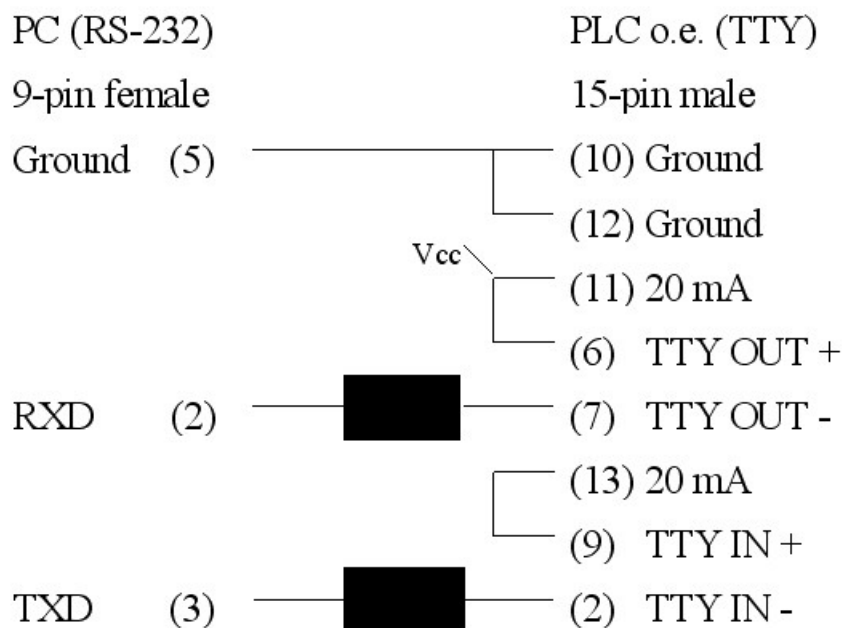 PC (RS-232) PLC o.e. (TTY)
9-pin female 15-pin male
Ground (5) (10) Ground
(12) Ground
Vcc
(11) 20 mA
(6) TTY OUT +
RXD (2) (7) TTY OUT -
(13) 20 mA
(9) TTY IN +
TXD (3) (2) TTY IN -